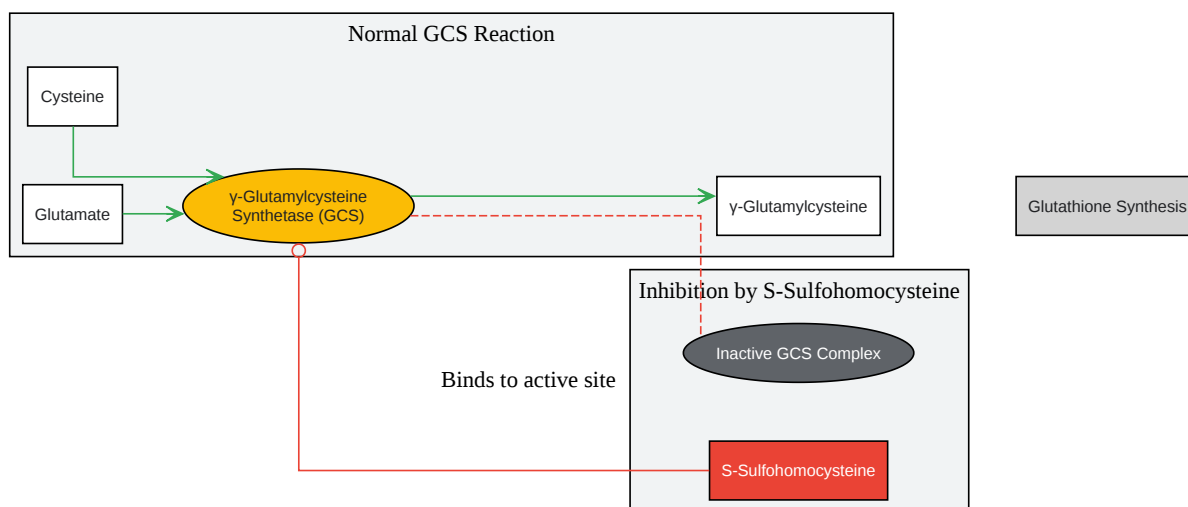 Normal GCS Reaction
Cysteine
Glutamate
γ-Glutamylcysteine
Synthetase (GCS)
γ-Glutamylcysteine
Glutathione Synthesis
Inhibition by S-Sulfohomocysteine
Inactive GCS Complex
Binds to active site
S-Sulfohomocysteine